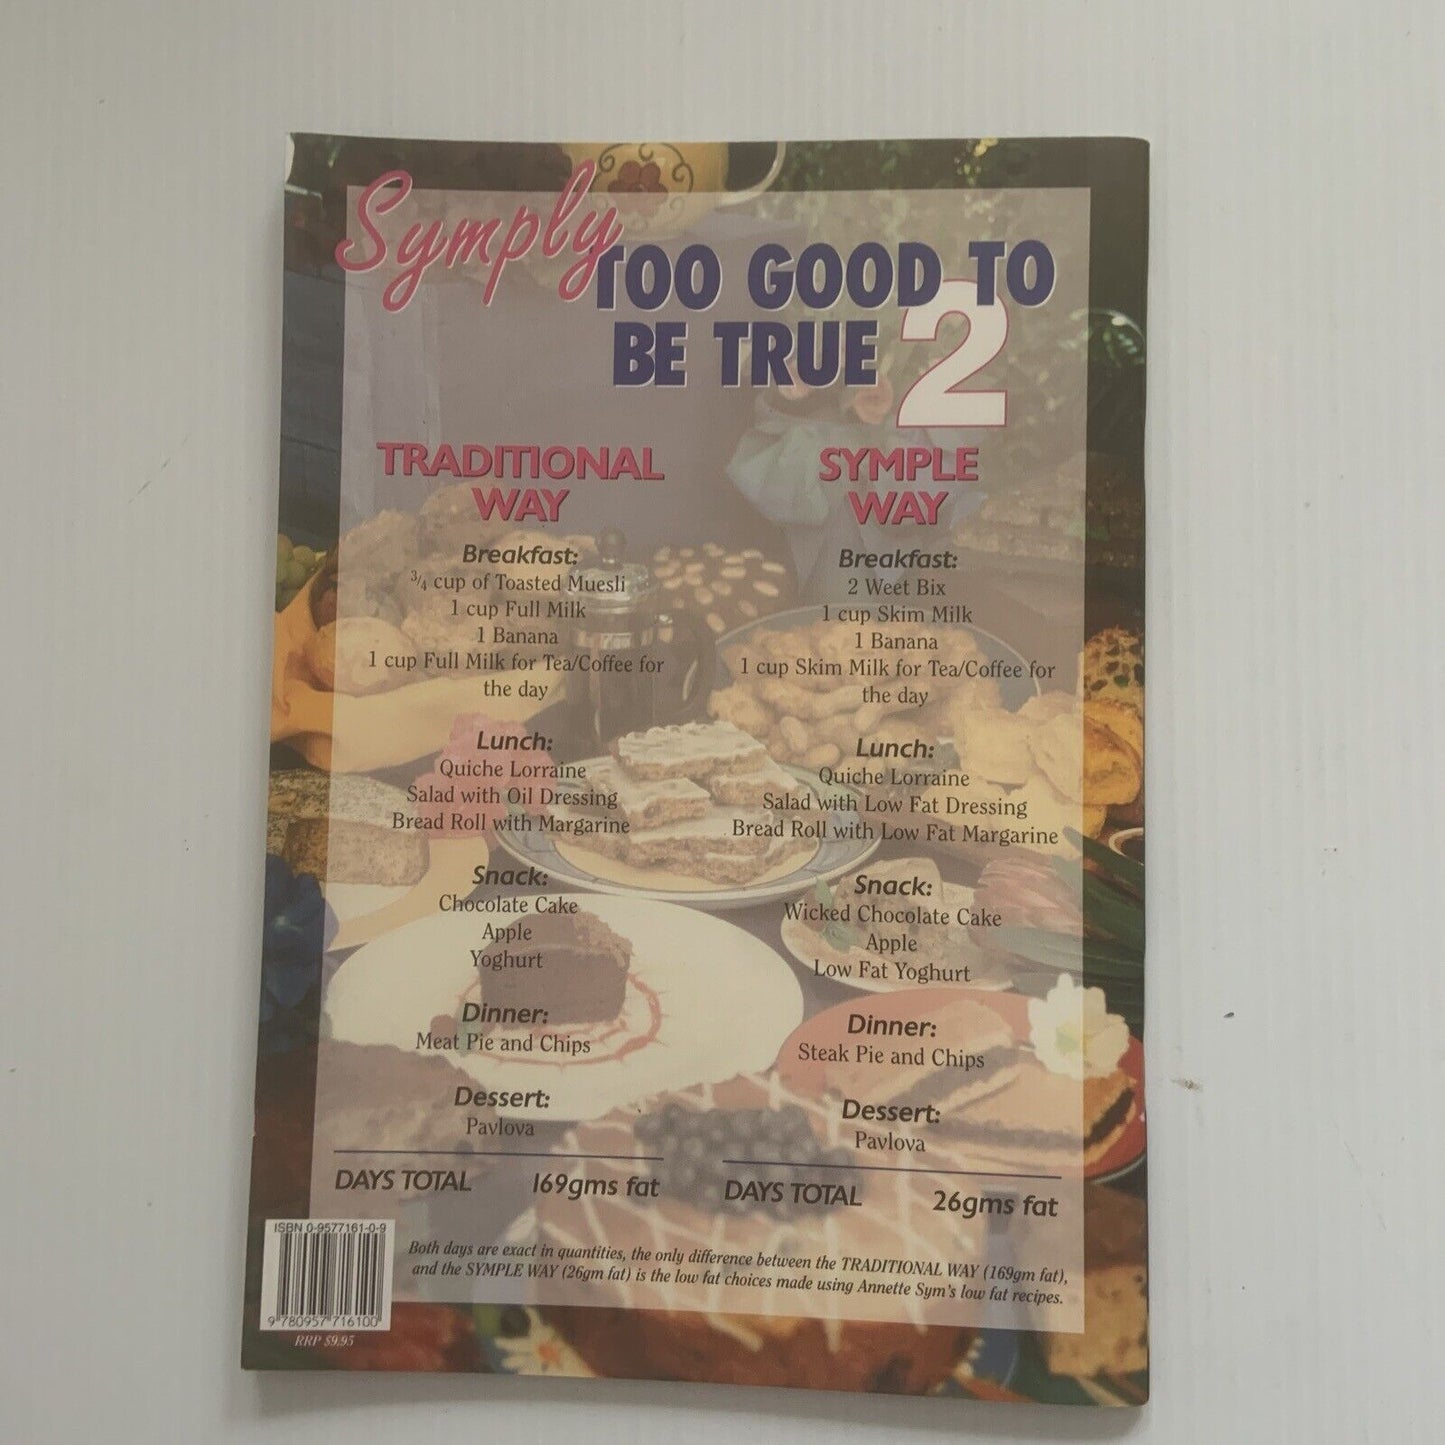 Symply
TOO GOOD TO
BE TRUE 2
TRADITIONAL
WAY
Breakfast:
3/4 cup of Toasted Muesli
1 cup Full Milk
1 Banana
1 cup Full Milk for Tea/Coffee for
the day
Lunch:
Quiche Lorraine
Salad with Oil Dressing
Bread Roll with Margarine
Snack:
Chocolate Cake
Apple
Yoghurt
Dinner:
Meat Pie and Chips
Dessert:
Pavlova
DAYS TOTAL 169gms fat
SYMPLE
WAY
Breakfast:
2 Weet Bix
1 cup Skim Milk
1 Banana
1 cup Skim Milk for Tea/Coffee for
the day
Lunch:
Quiche Lorraine
Salad with Low Fat Dressing
Bread Roll with Low Fat Margarine
Snack:
Wicked Chocolate Cake
Apple
Low Fat Yoghurt
Dinner:
Steak Pie and Chips
Dessert:
Pavlova
DAYS TOTAL 26gms fat
Both days are exact in quantities, the only difference between the TRADITIONAL WAY (169gm fat),
and the SYMPLE WAY (26gm fat) is the low fat choices made using Annette Sym's low fat recipes.
ISBN 0-9577161-0-9
9 780957 716100
RRP $9.95